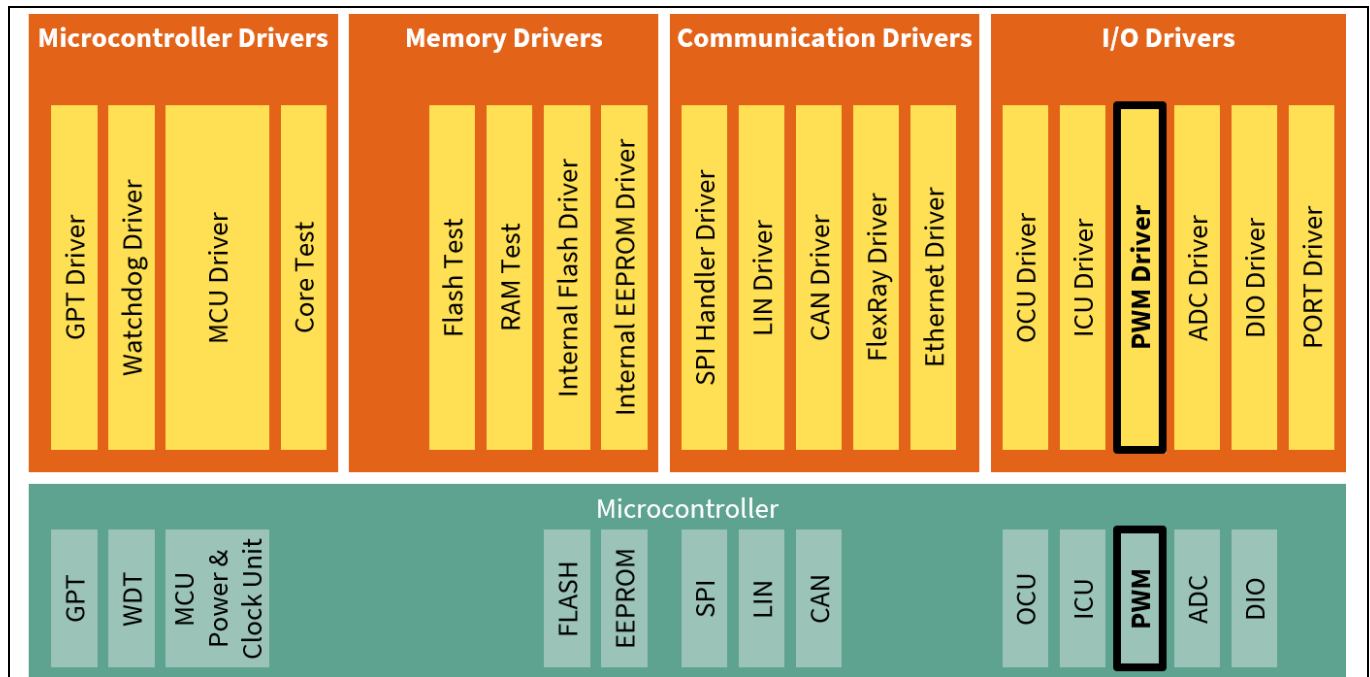 Microcontroller Drivers
Memory Drivers
Communication Drivers
I/O Drivers
GPT Driver
Watchdog Driver
MCU Driver
Core Test
Flash Test
RAM Test
Internal Flash Driver
Internal EEPROM Driver
SPI Handler Driver
LIN Driver
CAN Driver
FlexRay Driver
Ethernet Driver
OCU Driver
ICU Driver
PWM Driver
ADC Driver
DIO Driver
PORT Driver
Microcontroller
GPT
WDT
MCU
Power &
Clock Unit
FLASH
EEPROM
SPI
LIN
CAN
OCU
ICU
PWM
ADC
DIO